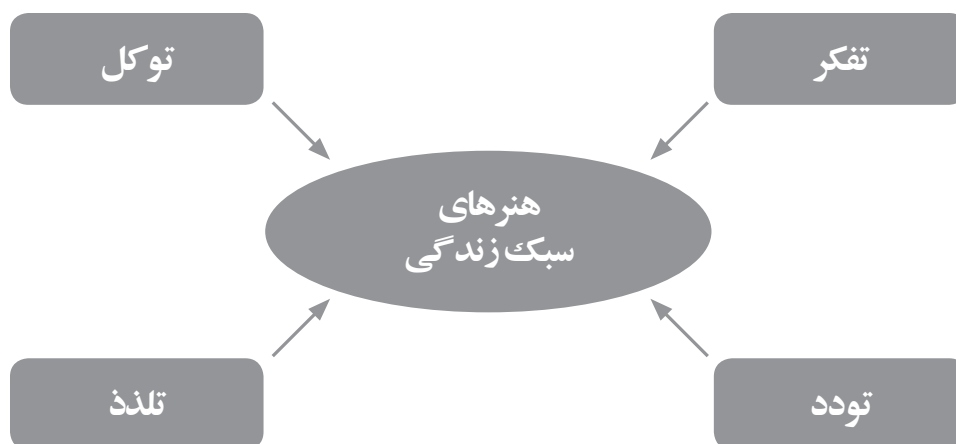 تفکر
توکل
هنرهای
سبک زندگی
تودد
تلذذ